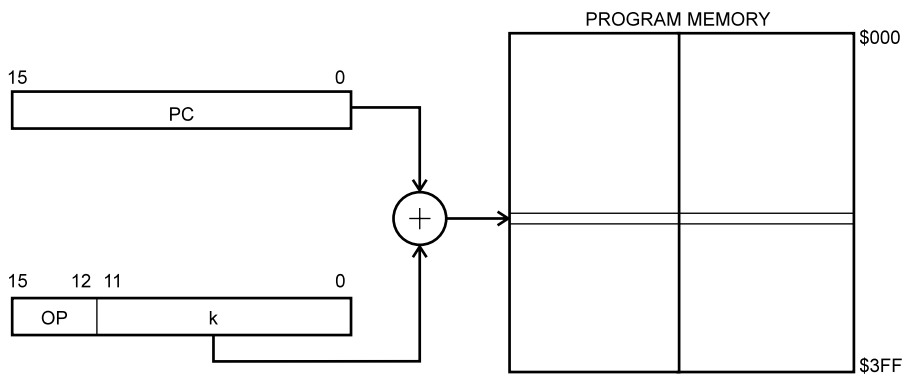 PROGRAM MEMORY
$000
15 0
PC
+
15 12 11 0
OP k
$3FF